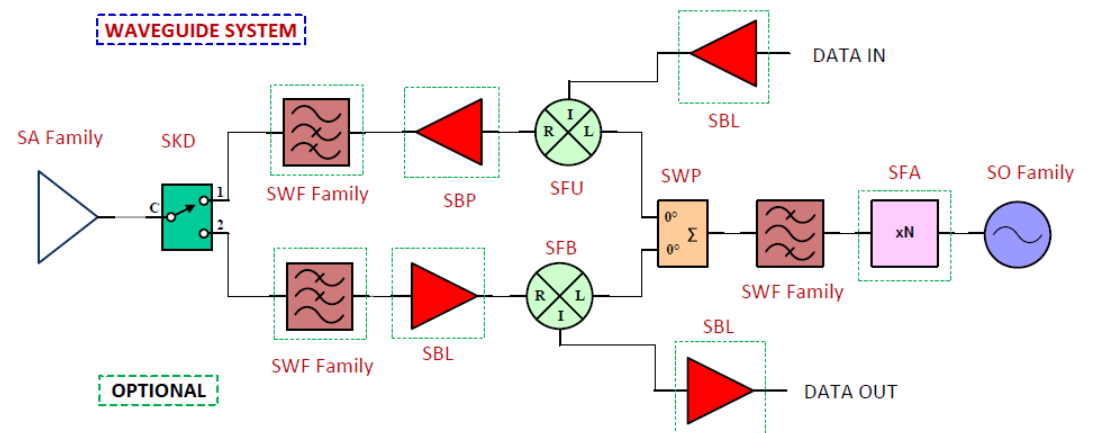 WAVEGUIDE SYSTEM
DATA IN
SBL
SA Family
SKD
C
1
2
SWF Family
SBP
R
I
L
SFU
SWP
0°
0°
Σ
SWF Family
SFA
xN
SO Family
SWF Family
SBL
SFB
R
L
I
SBL
DATA OUT
OPTIONAL